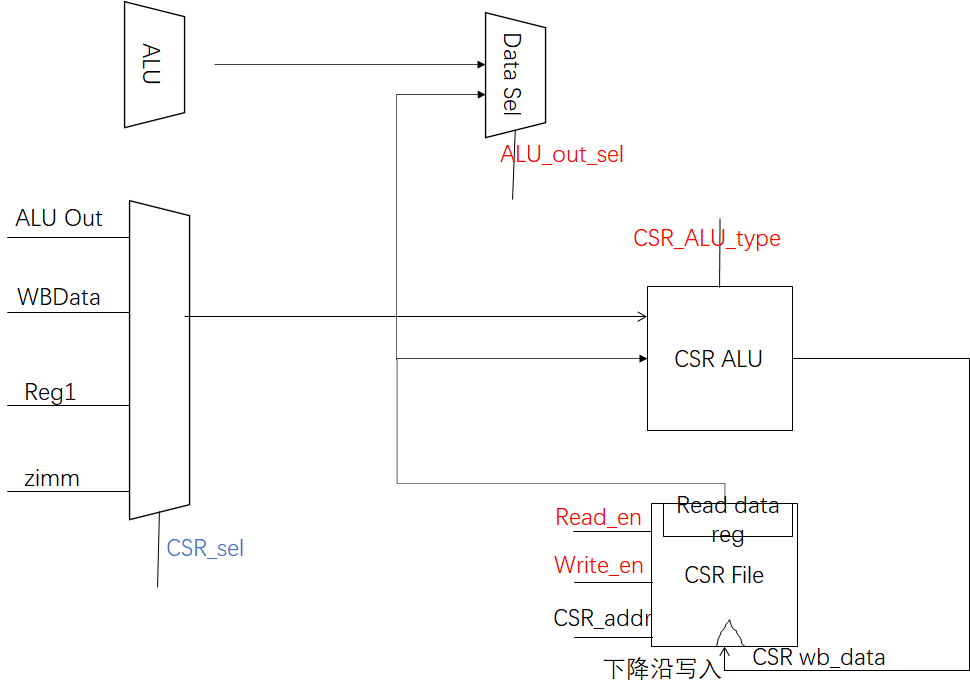 ALU
Data Sel
ALU_out_sel
ALU Out
CSR_ALU_type
WBData
CSR ALU
Reg1
zimm
CSR_sel
Read data
reg
Read_en
Write_en
CSR File
CSR_addr
CSR wb_data
下降沿写入